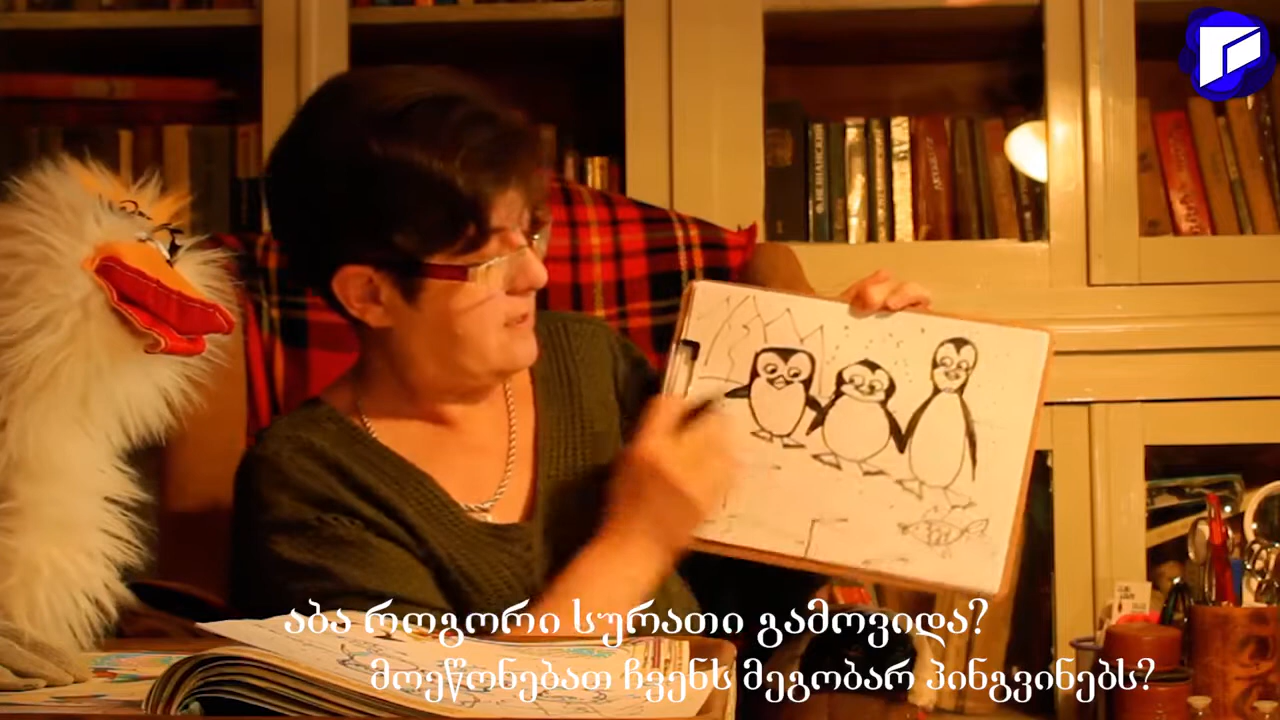 აბა როგორი სურათი გამოვიდა?
მოეწონებათ ჩვენს მეგობარ პინგვინებს?